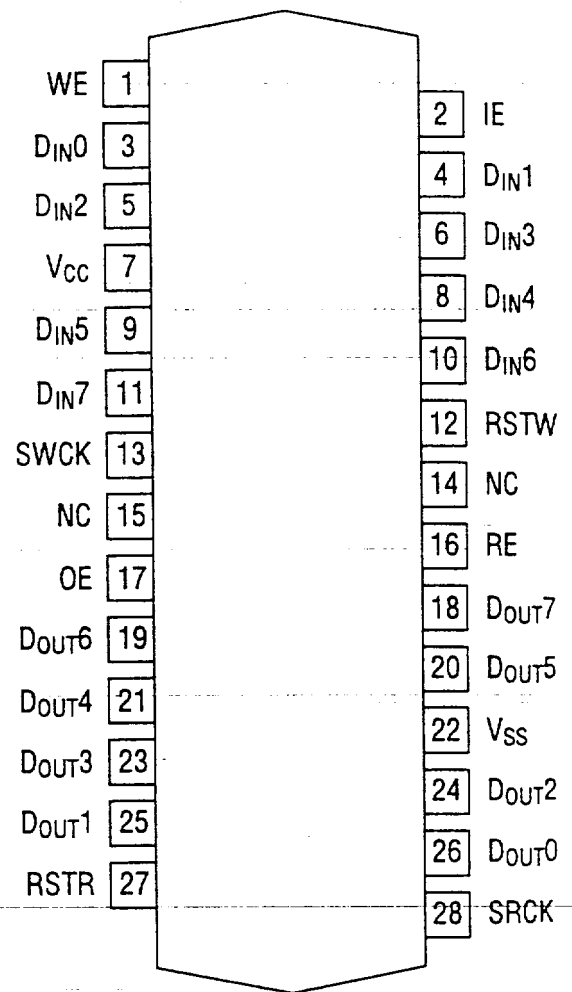 WE 1
2 IE
DIN0 3
4 DIN1
DIN2 5
6 DIN3
VCC 7
8 DIN4
DIN5 9
10 DIN6
DIN7 11
12 RSTW
SWCK 13
14 NC
NC 15
16 RE
OE 17
18 DOUT7
DOUT6 19
20 DOUT5
DOUT4 21
22 VSS
DOUT3 23
24 DOUT2
DOUT1 25
26 DOUT0
RSTR 27
28 SRCK